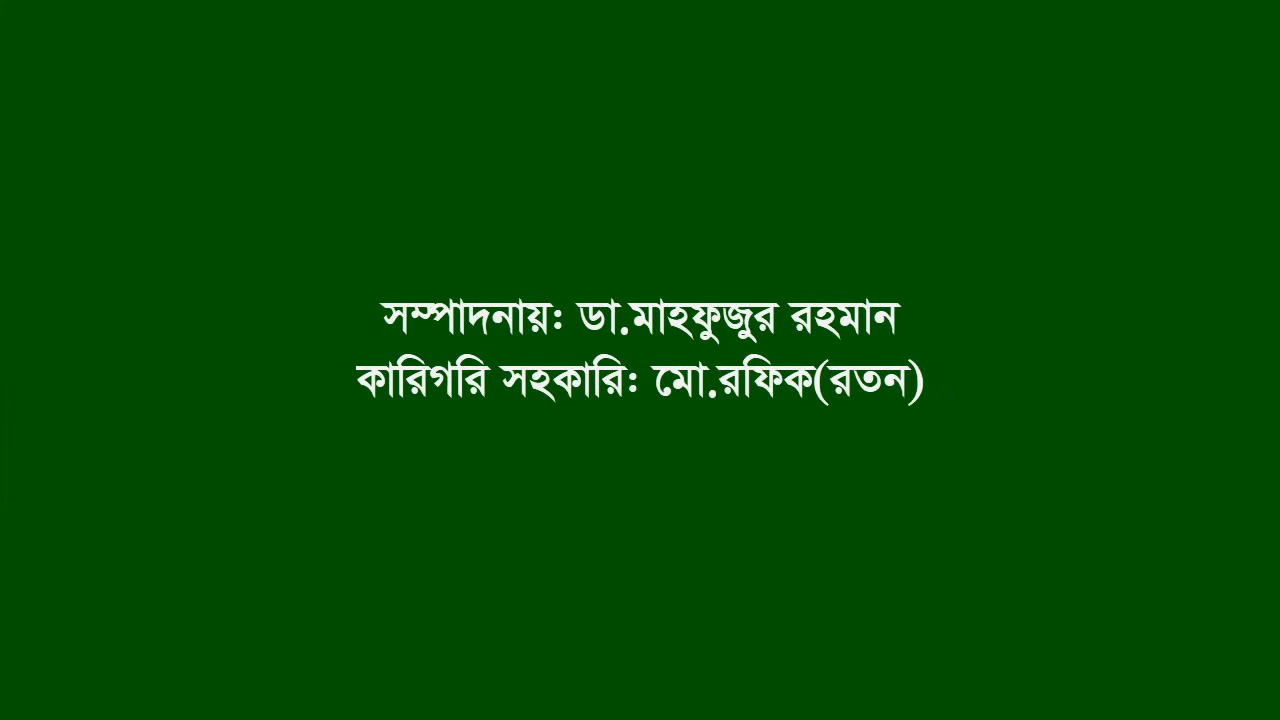 সম্পাদনায়: ডা.মাহফুজুর রহমান
কারিগরি সহকারি: মো.রফিক(রতন)